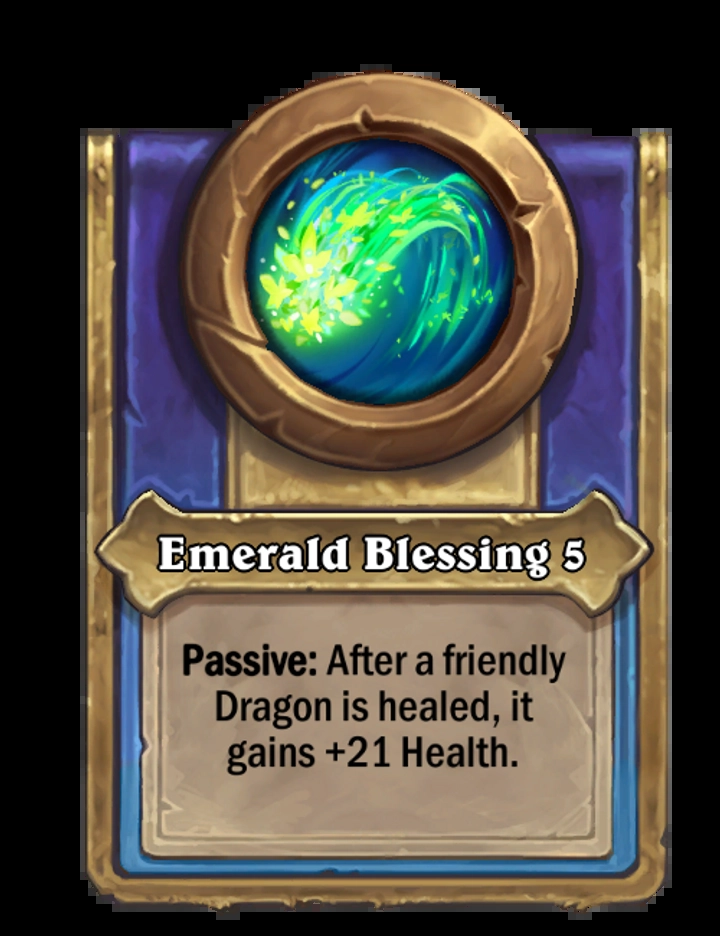 Emerald Blessing 5
Passive: After a friendly
Dragon is healed, it
gains +21 Health.